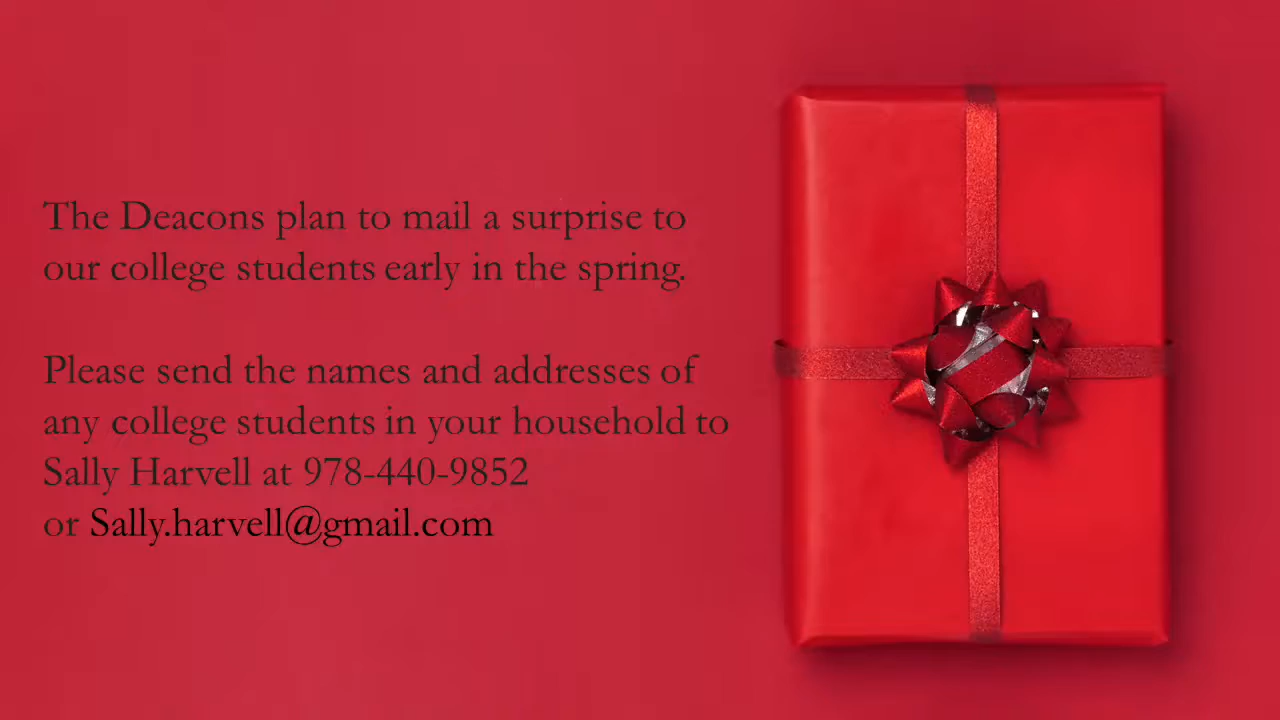 The Deacons plan to mail a surprise to
our college students early in the spring.
Please send the names and addresses of
any college students in your household to
Sally Harvell at 978-440-9852
or Sally.harvell@gmail.com